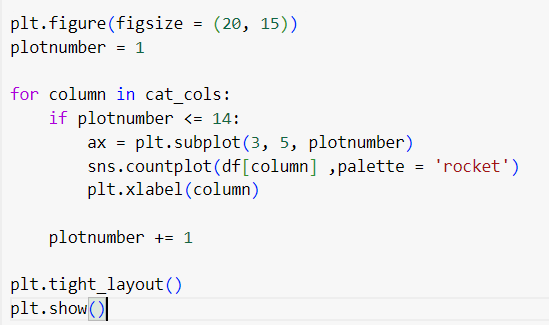 plt.figure(figsize = (20, 15))
plotnumber = 1

for column in cat_cols:
    if plotnumber <= 14:
        ax = plt.subplot(3, 5, plotnumber)
        sns.countplot(df[column] ,palette = 'rocket')
        plt.xlabel(column)

    plotnumber += 1

plt.tight_layout()
plt.show()